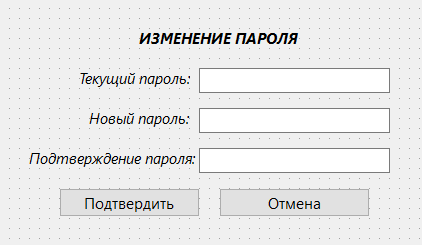 ИЗМЕНЕНИЕ ПАРОЛЯ
Текущий пароль:
Новый пароль:
Подтверждение пароля:
Подтвердить Отмена